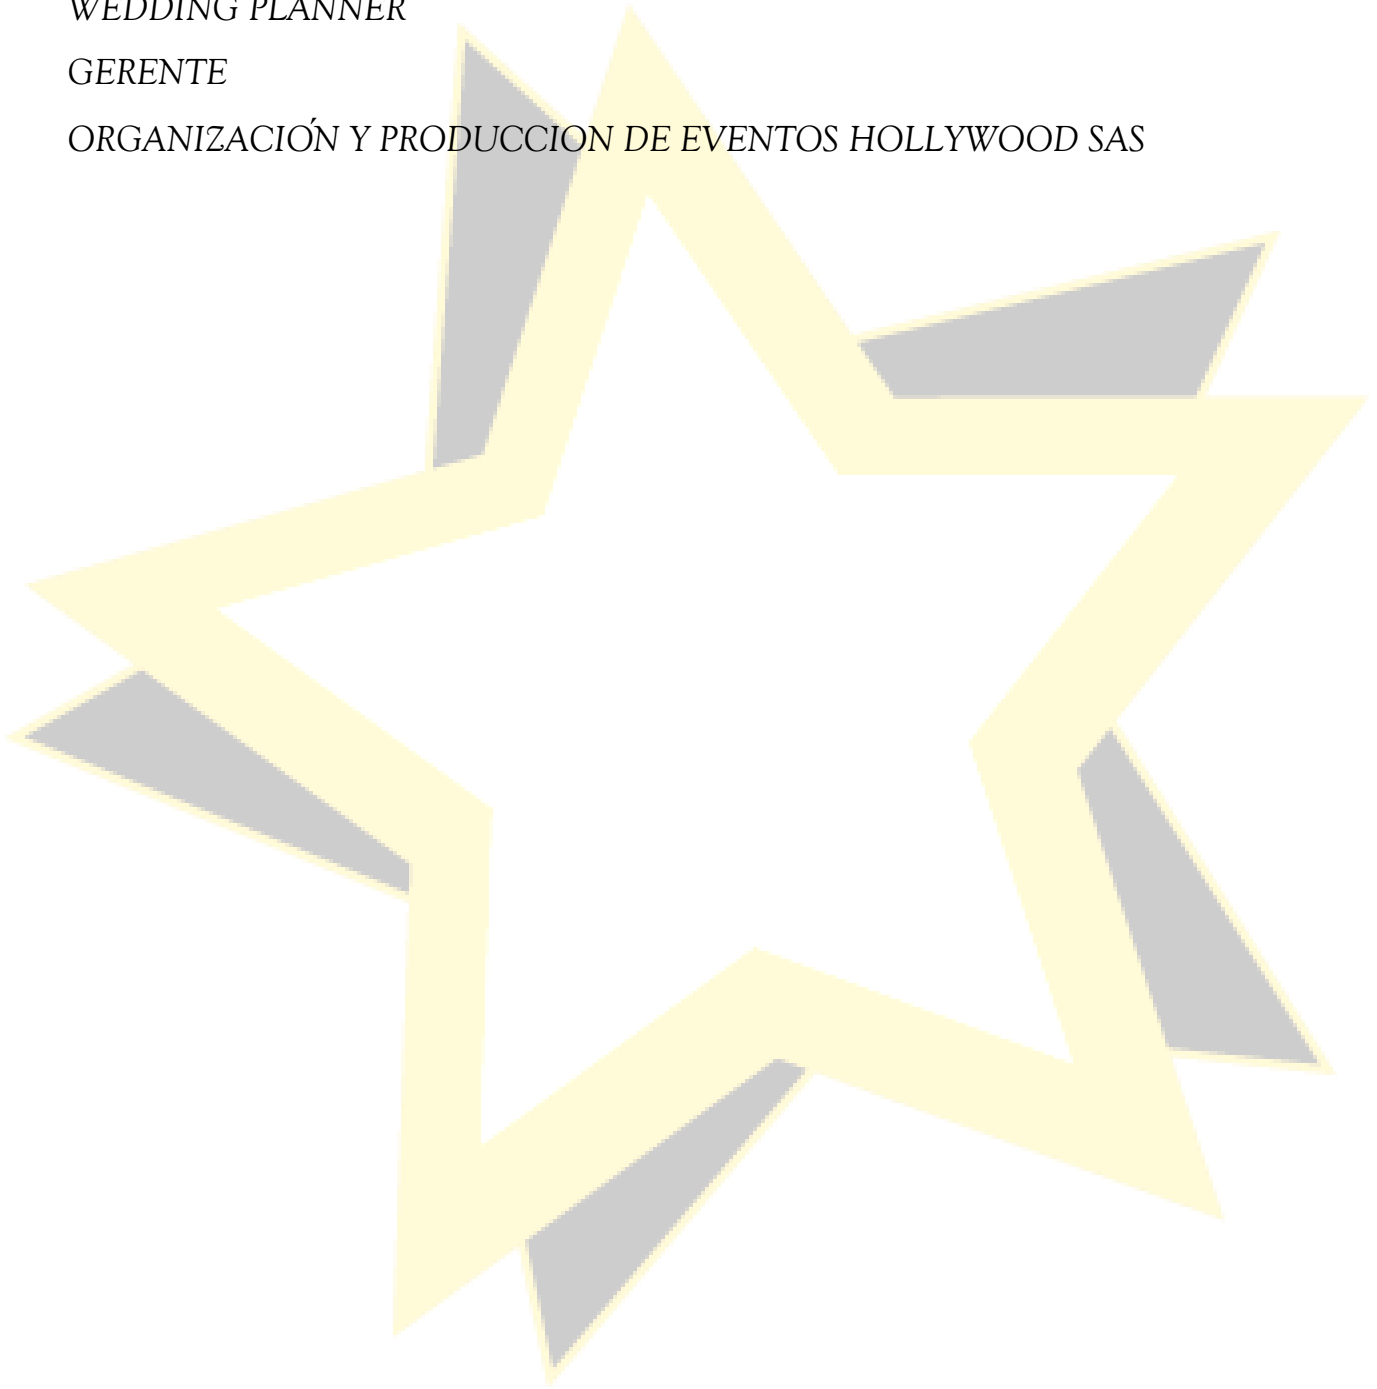 WEDDING PLANNER
GERENTE
ORGANIZACIÓN Y PRODUCCION DE EVENTOS HOLLYWOOD SAS